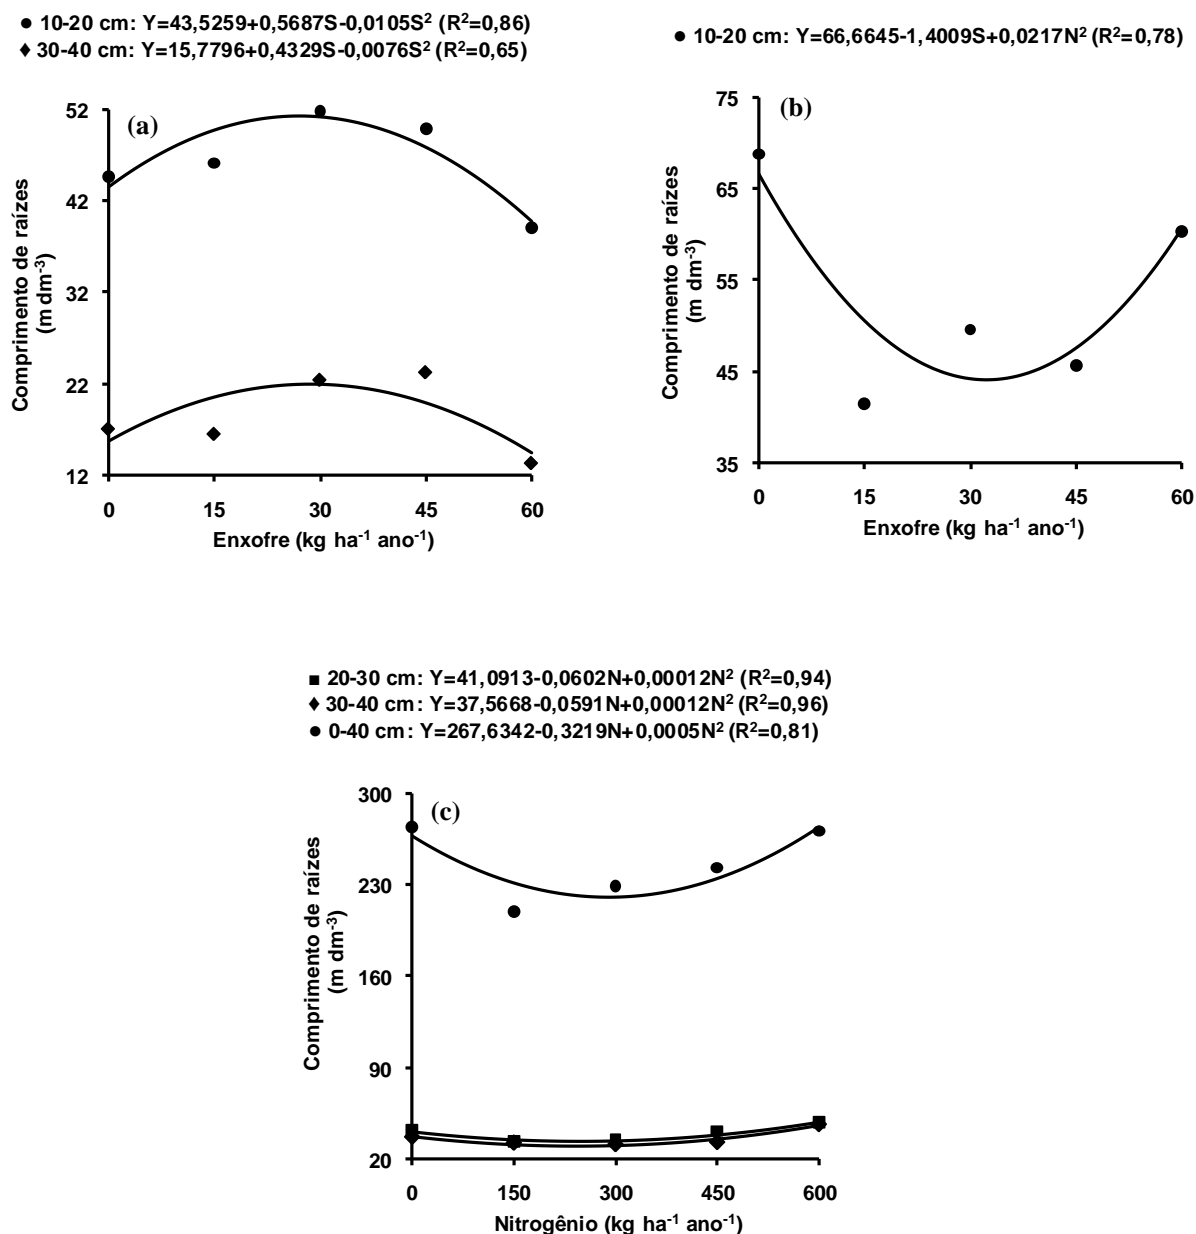 ● 10-20 cm: Y=43,5259+0,5687S-0,0105S² (R²=0,86)
♦ 30-40 cm: Y=15,7796+0,4329S-0,0076S² (R²=0,65)
(a)
Comprimento de raízes
(m dm⁻³)
52
42
32
22
12
0 15 30 45 60
Enxofre (kg ha⁻¹ ano⁻¹)
● 10-20 cm: Y=66,6645-1,4009S+0,0217N² (R²=0,78)
(b)
Comprimento de raízes
(m dm⁻³)
75
65
55
45
35
0 15 30 45 60
Enxofre (kg ha⁻¹ ano⁻¹)
■ 20-30 cm: Y=41,0913-0,0602N+0,00012N² (R²=0,94)
♦ 30-40 cm: Y=37,5668-0,0591N+0,00012N² (R²=0,96)
● 0-40 cm: Y=267,6342-0,3219N+0,0005N² (R²=0,81)
(c)
Comprimento de raízes
(m dm⁻³)
300
230
160
90
20
0 150 300 450 600
Nitrogênio (kg ha⁻¹ ano⁻¹)